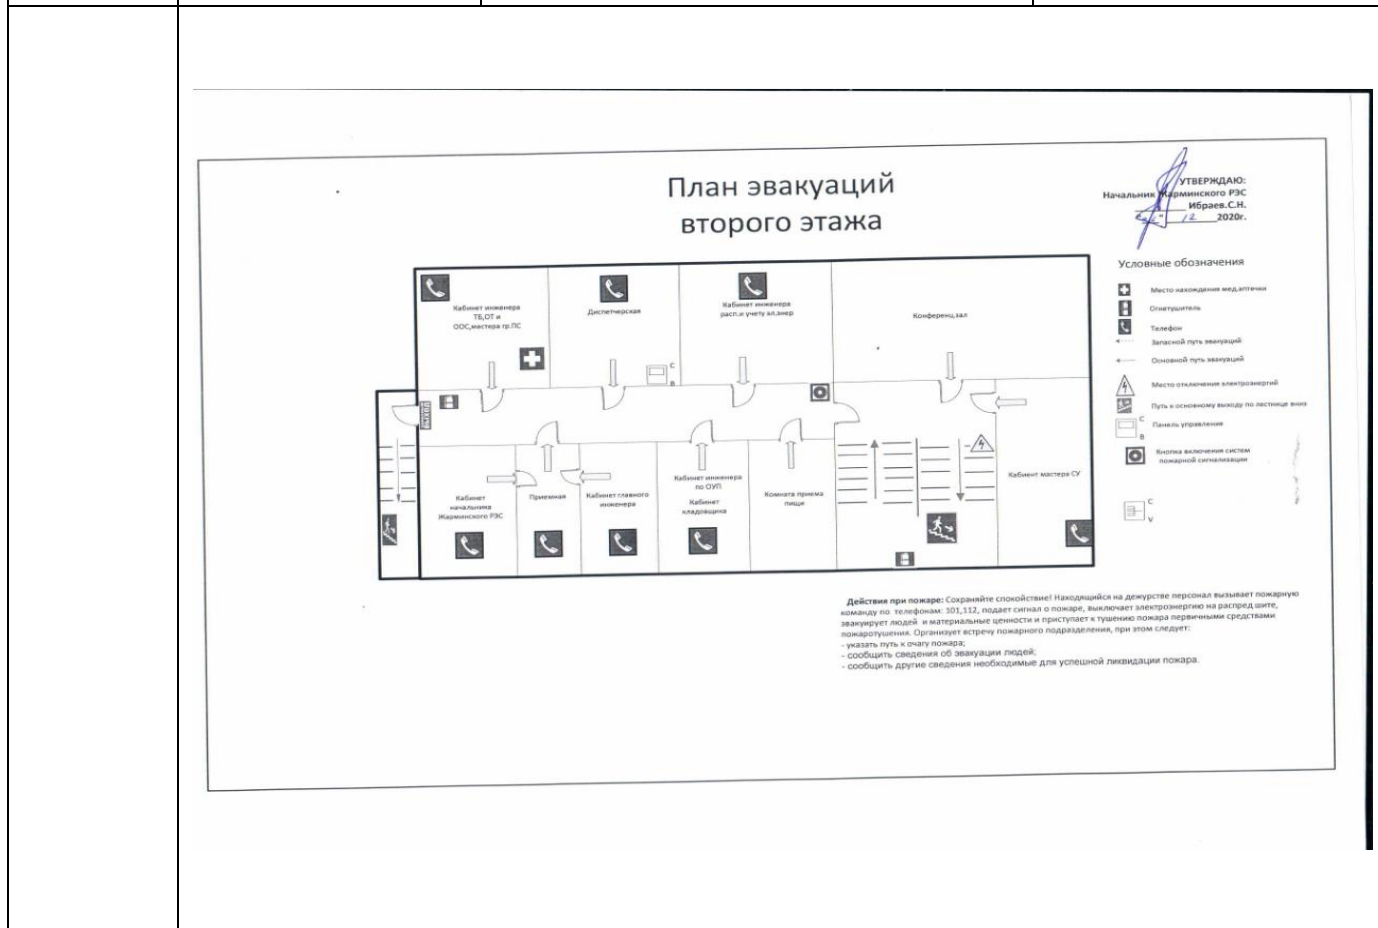 План эвакуаций
второго этажа
УТВЕРЖДАЮ:
Начальник Жарминского РЭС
Ибраев.С.Н.
12 2020г.
Условные обозначения
Место нахождения мед.аптечки
Огнетушитель
Телефон
Запасной путь эвакуаций
Основной путь эвакуаций
Место отключения электроэнергий
Путь к основному выходу по лестнице вниз
C
Панель управления
B
Кнопка включения систем
пожарной сигнализации
C
V
Кабинет инженера
ТБ,ОТ и
ООС,мастера гр.ПС
Диспетчерская
C
B
Кабинет инженера
расп.и учету эл.энер
Конференц.зал
ВЫХОД
Кабинет
начальника
Жарминского РЭС
Приемная
Кабинет главного
инженера
Кабинет инженера
по ОУП
Кабинет
кладовщика
Комната приема
пищи
Кабинет мастера СУ
Действия при пожаре: Сохраняйте спокойствие! Находящийся на дежурстве персонал вызывает пожарную
команду по телефонам: 101,112, подает сигнал о пожаре, выключает электроэнергию на распред щите,
эвакуирует людей и материальные ценности и приступает к тушению пожара первичными средствами
пожаротушения. Организует встречу пожарного подразделения, при этом следует:
- указать путь к очагу пожара;
- сообщить сведения об эвакуации людей;
- сообщить другие сведения необходимые для успешной ликвидации пожара.